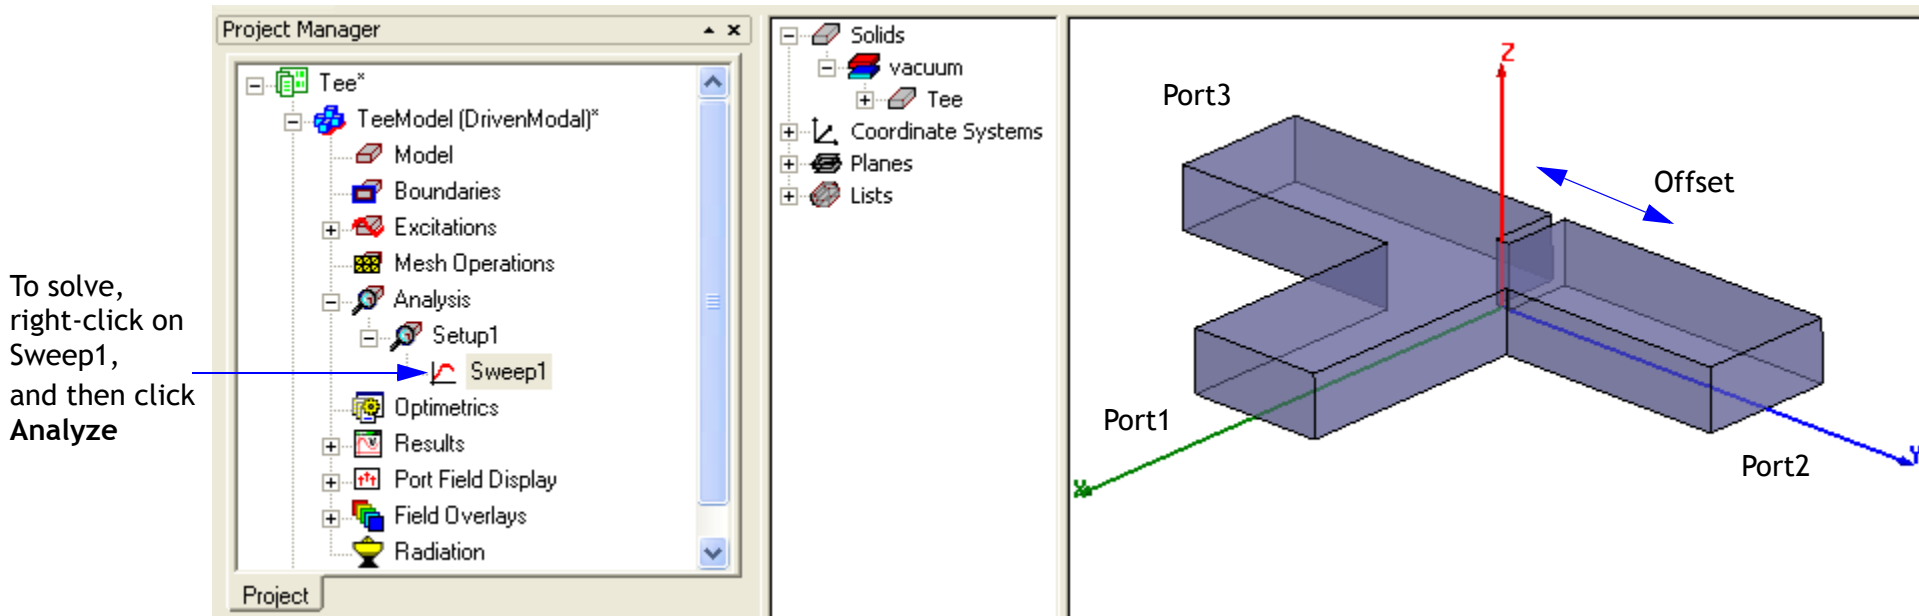 To solve,
right-click on
Sweep1,
and then click
Analyze
Project Manager
Tee*
TeeModel (DrivenModal)*
Model
Boundaries
Excitations
Mesh Operations
Analysis
Setup1
Sweep1
Optimetrics
Results
Port Field Display
Field Overlays
Radiation
Project
Solids
vacuum
Tee
Coordinate Systems
Planes
Lists
Z
Port3
Offset
Port1
Port2
X
Y